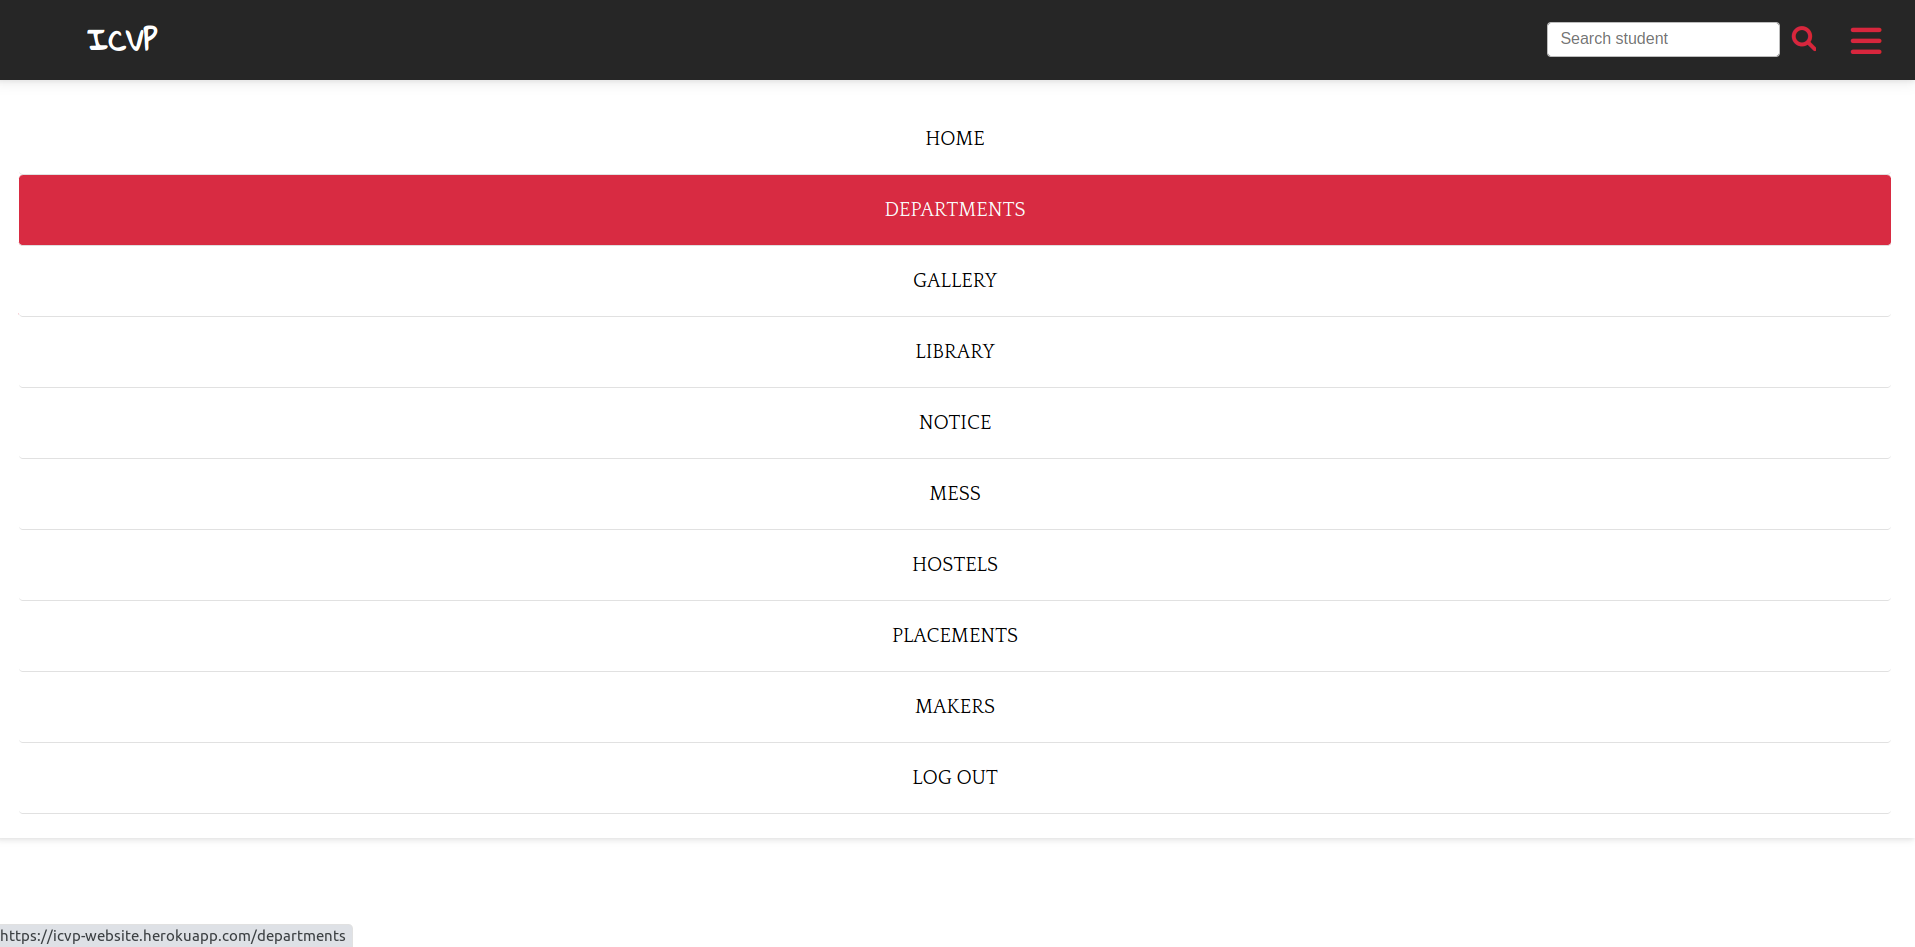 ICVP
Search student
HOME
DEPARTMENTS
GALLERY
LIBRARY
NOTICE
MESS
HOSTELS
PLACEMENTS
MAKERS
LOG OUT
https://icvp-website.herokuapp.com/departments